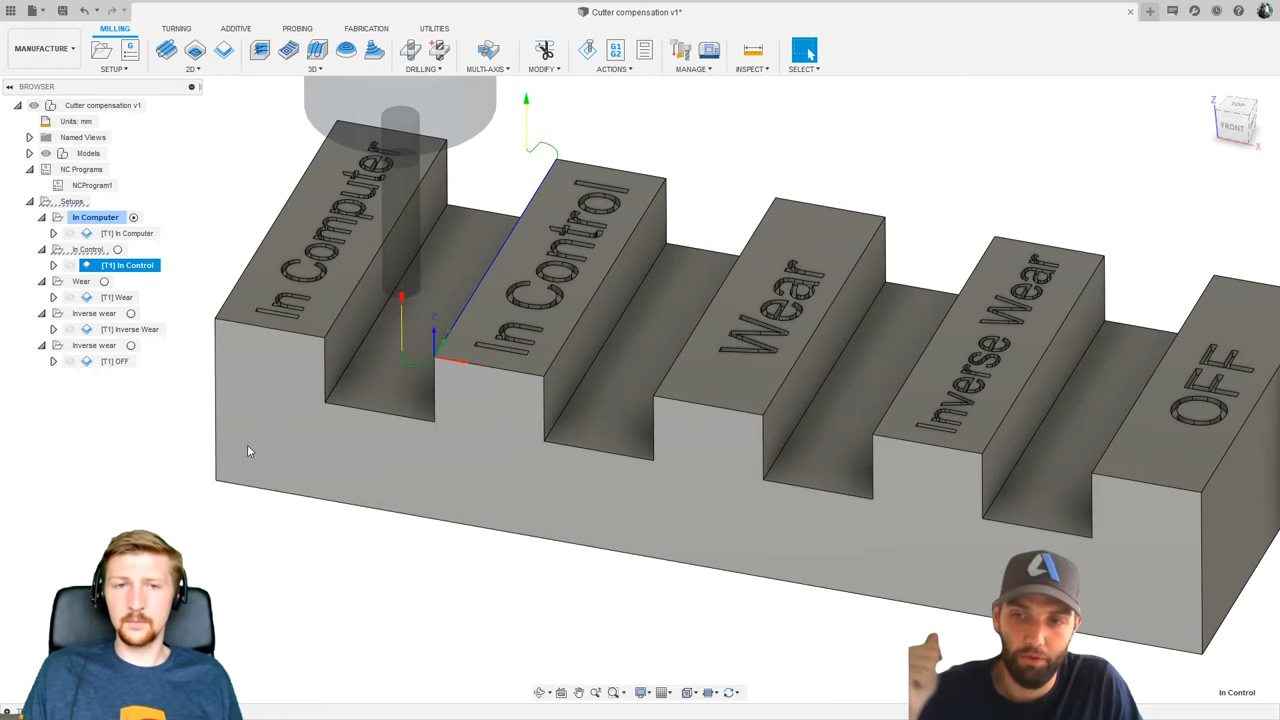 Cutter compensation v1*
MILLING TURNING ADDITIVE PROBING FABRICATION UTILITIES
MANUFACTURE
G1
G2
SETUP 2D 3D DRILLING MULTI-AXIS MODIFY ACTIONS MANAGE INSPECT SELECT
BROWSER
Cutter compensation v1
Units: mm
Named Views
Models
NC Programs
NCProgram1
Setups
In Computer
[T1] In Computer
In Control
[T1] In Control
Wear
[T1] Wear
Inverse wear
[T1] Inverse Wear
Inverse wear
[T1] OFF
Z
TOP
FRONT
X
In Computer
In Control
Wear
Inverse Wear
OFF
Z
In Control